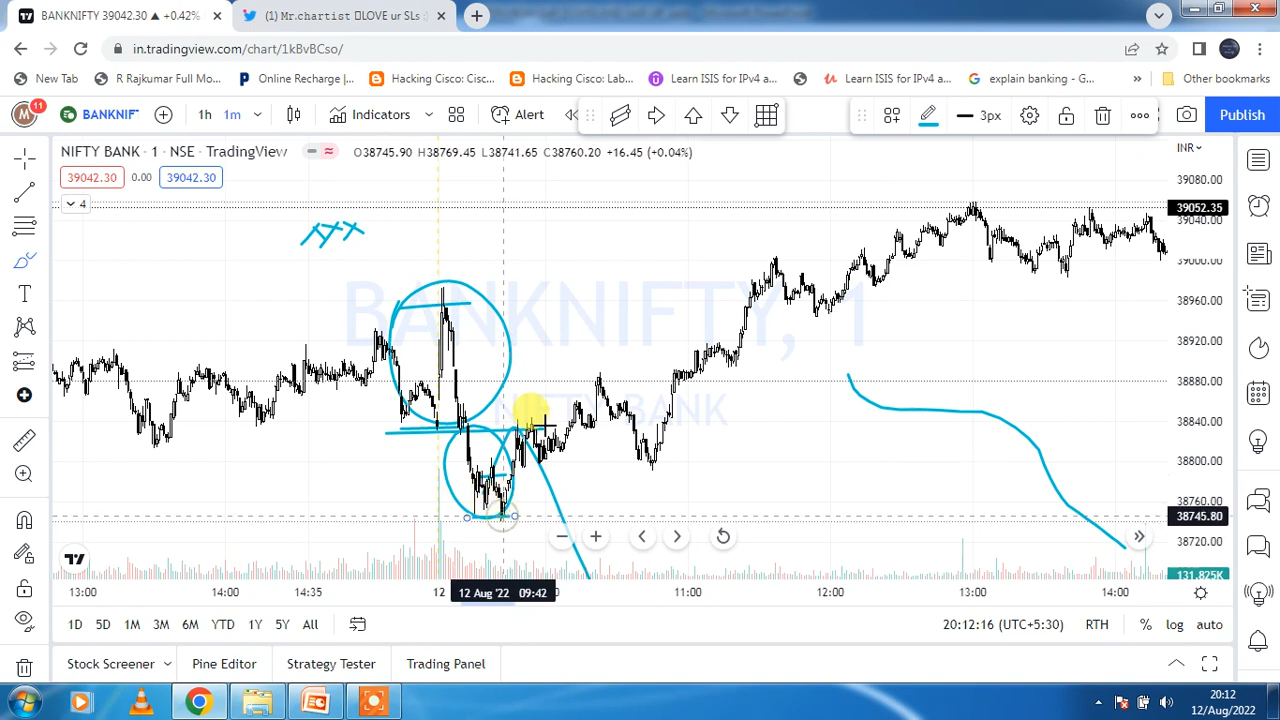 BANKNIFTY 39042.30 ▲ +0.42%
(1) Mr.chartist LOVE ur SLs
in.tradingview.com/chart/1kBvBCso/
New Tab
R Rajkumar Full Mo...
Online Recharge |...
Hacking Cisco: Cisc...
Hacking Cisco: Lab...
Learn ISIS for IPv4 a...
Learn ISIS for IPv4 a...
explain banking - G...
»
Other bookmarks
M 11
BANKNIF
1h 1m
Indicators
Alert
3px
Publish
NIFTY BANK · 1 · NSE · TradingView
O38745.90 H38769.45 L38741.65 C38760.20 +16.45 (+0.04%)
INR
39042.30 0.00 39042.30
4
XXX
BANKNIFTY, 1
NIFTY BANK
39080.00
39052.35
39040.00
39000.00
38960.00
38920.00
38880.00
38840.00
38800.00
38760.00
38745.80
38720.00
131.825K
13:00 14:00 14:35 12 12 Aug '22 09:42 11:00 12:00 13:00 14:00
1D 5D 1M 3M 6M YTD 1Y 5Y All
20:12:16 (UTC+5:30) RTH % log auto
Stock Screener Pine Editor Strategy Tester Trading Panel
20:12
12/Aug/2022